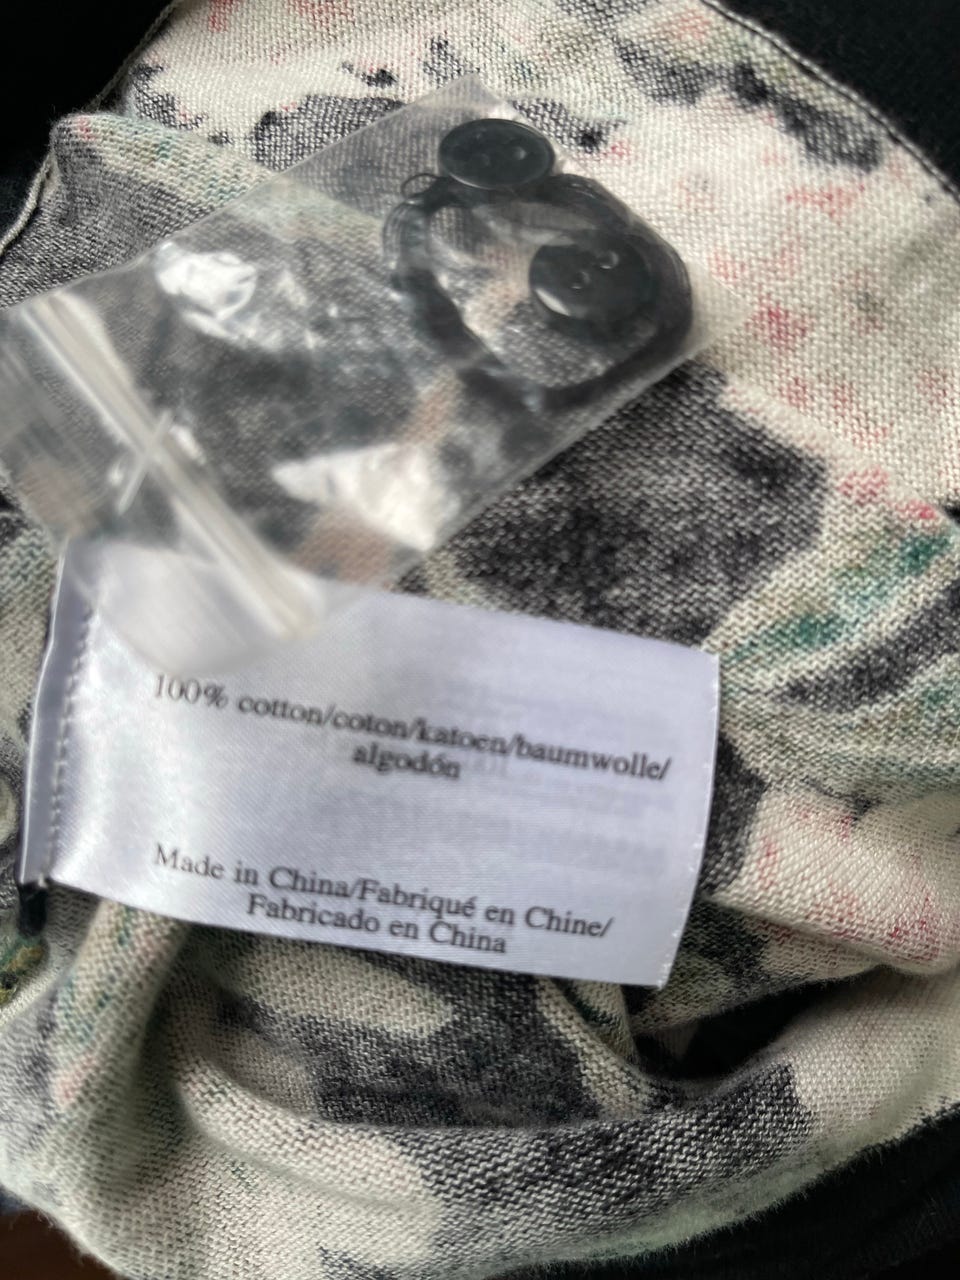 100% cotton/coton/katoen/baumwolle/
algodón
Made in China/Fabriqué en Chine/
Fabricado en China